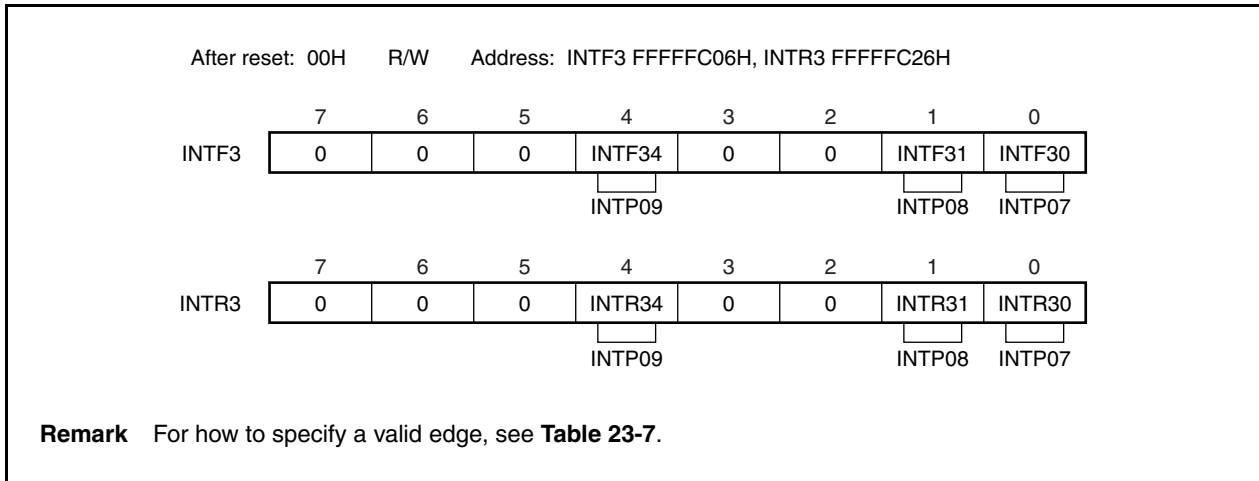 After reset: 00H R/W Address: INTF3 FFFFFC06H, INTR3 FFFFFC26H
7 6 5 4 3 2 1 0
INTF3 0 0 0 INTF34 0 0 INTF31 INTF30
INTP09 INTP08 INTP07
7 6 5 4 3 2 1 0
INTR3 0 0 0 INTR34 0 0 INTR31 INTR30
INTP09 INTP08 INTP07
Remark For how to specify a valid edge, see Table 23-7.